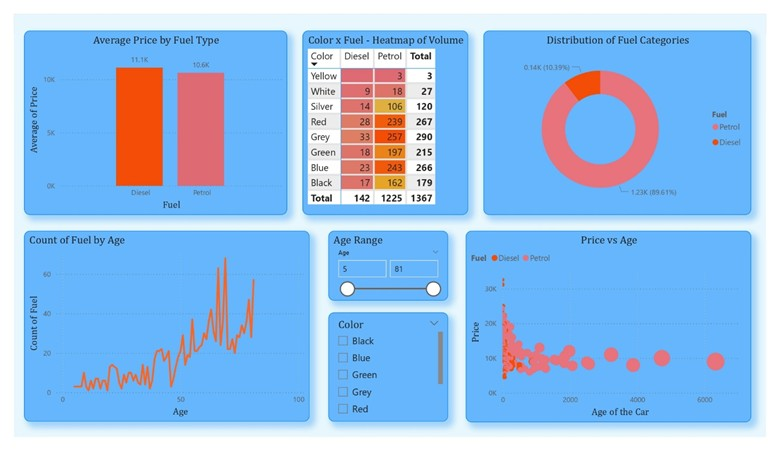 Average Price by Fuel Type
Average of Price
10K
5K
0K
11.1K
10.6K
Diesel
Petrol
Fuel
Color x Fuel - Heatmap of Volume
Color Diesel Petrol Total
Yellow 3 3
White 9 18 27
Silver 14 106 120
Red 28 239 267
Grey 33 257 290
Green 18 197 215
Blue 23 243 266
Black 17 162 179
Total 142 1225 1367
Distribution of Fuel Categories
0.14K (10.39%)
1.23K (89.61%)
Fuel
Petrol
Diesel
Count of Fuel by Age
Count of Fuel
60
40
20
0
0 50 100
Age
Age Range
Age
5 81
Color
Black
Blue
Green
Grey
Red
Price vs Age
Fuel Diesel Petrol
Price
30K
20K
10K
0K
0 2000 4000 6000
Age of the Car